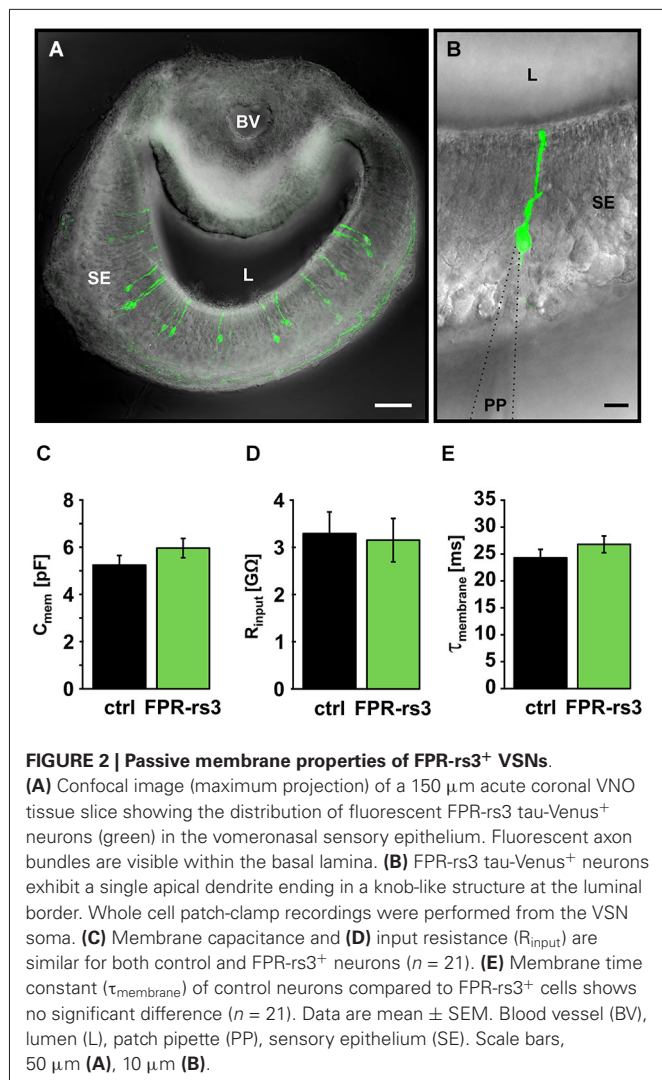 A
BV
SE
L
B
L
SE
PP
C
D
E
8
6
4
2
0
C_mem [pF]
ctrl FPR-rs3
4
3
2
1
0
R_input [GΩ]
ctrl FPR-rs3
35
30
25
20
15
10
5
0
τ_membrane [ms]
ctrl FPR-rs3
FIGURE 2 | Passive membrane properties of FPR-rs3⁺ VSNs.
(A) Confocal image (maximum projection) of a 150 μm acute coronal VNO
tissue slice showing the distribution of fluorescent FPR-rs3 tau-Venus⁺
neurons (green) in the vomeronasal sensory epithelium. Fluorescent axon
bundles are visible within the basal lamina. (B) FPR-rs3 tau-Venus⁺ neurons
exhibit a single apical dendrite ending in a knob-like structure at the luminal
border. Whole cell patch-clamp recordings were performed from the VSN
soma. (C) Membrane capacitance and (D) input resistance (R_input) are
similar for both control and FPR-rs3⁺ neurons (n = 21). (E) Membrane time
constant (τ_membrane) of control neurons compared to FPR-rs3⁺ cells shows
no significant difference (n = 21). Data are mean ± SEM. Blood vessel (BV),
lumen (L), patch pipette (PP), sensory epithelium (SE). Scale bars,
50 μm (A), 10 μm (B).